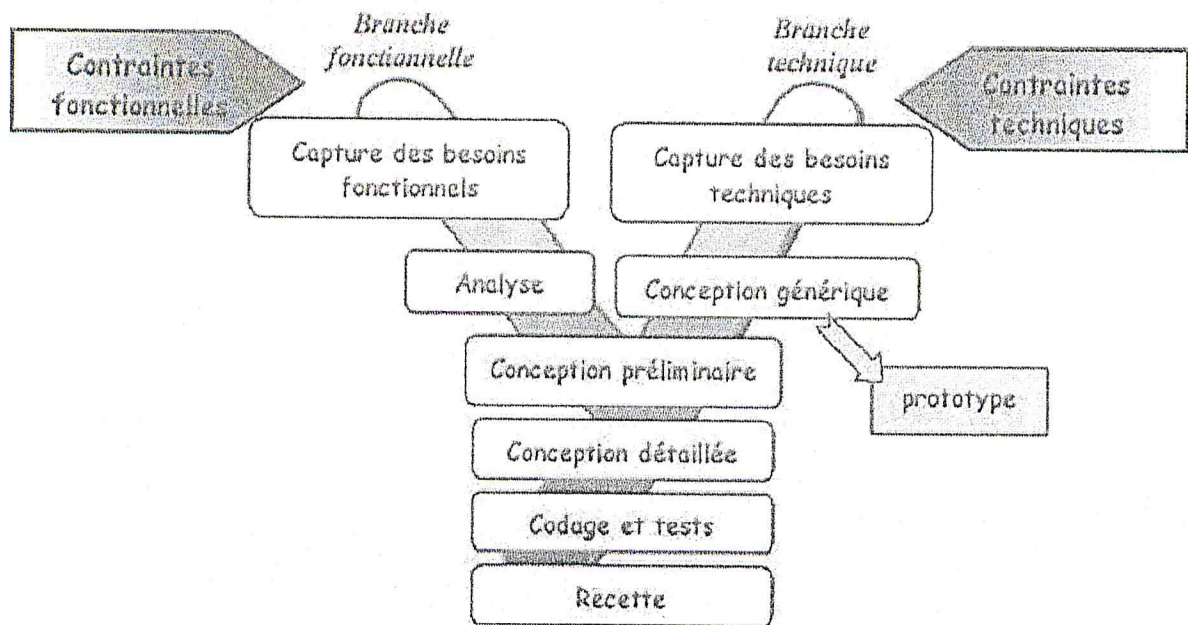 Branche
fonctionnelle
Branche
technique
Contraintes
fonctionnelles
Contraintes
techniques
Capture des besoins
fonctionnels
Capture des besoins
techniques
Analyse
Conception générique
Conception préliminaire
prototype
Conception détaillée
Codage et tests
Recette